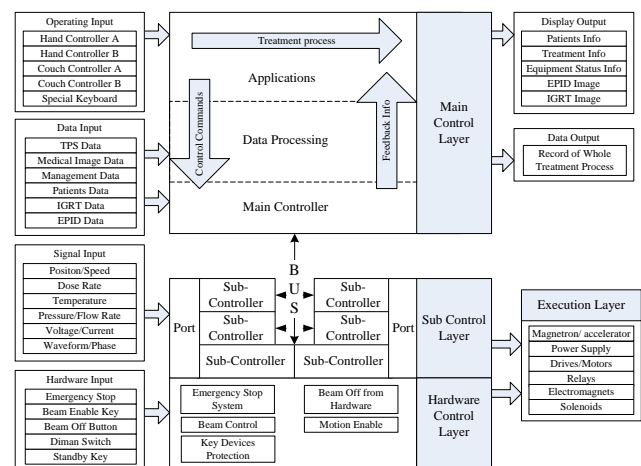 Operating Input
Hand Controller A
Hand Controller B
Couch Controller A
Couch Controller B
Special Keyboard
Data Input
TPS Data
Medical Image Data
Management Data
Patients Data
IGRT Data
EPID Data
Signal Input
Positon/Speed
Dose Rate
Temperature
Pressure/Flow Rate
Voltage/Current
Waveform/Phase
Hardware Input
Emergency Stop
Beam Enable Key
Beam Off Button
Diman Switch
Standby Key
Treatment process
Applications
Control Commands
Data Processing
Feedback Info
Main Controller
Main
Control
Layer
BUS
Port
Sub-
Controller
Sub-
Controller
Sub-Controller
Sub-
Controller
Sub-
Controller
Sub-Controller
Port
Sub Control
Layer
Emergency Stop
System
Beam Control
Key Devices
Protection
Beam Off from
Hardware
Motion Enable
Hardware
Control
Layer
Display Output
Patients Info
Treatment Info
Equipment Status Info
EPID Image
IGRT Image
Data Output
Record of Whole
Treatment Process
Execution Layer
Magnetron/ accelerator
Power Supply
Drives/Motors
Relays
Electromagnets
Solenoids